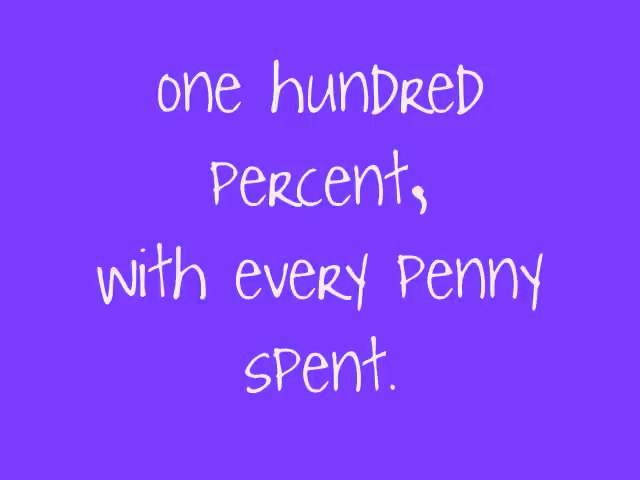 one hundred
percent,
with every penny
spent.